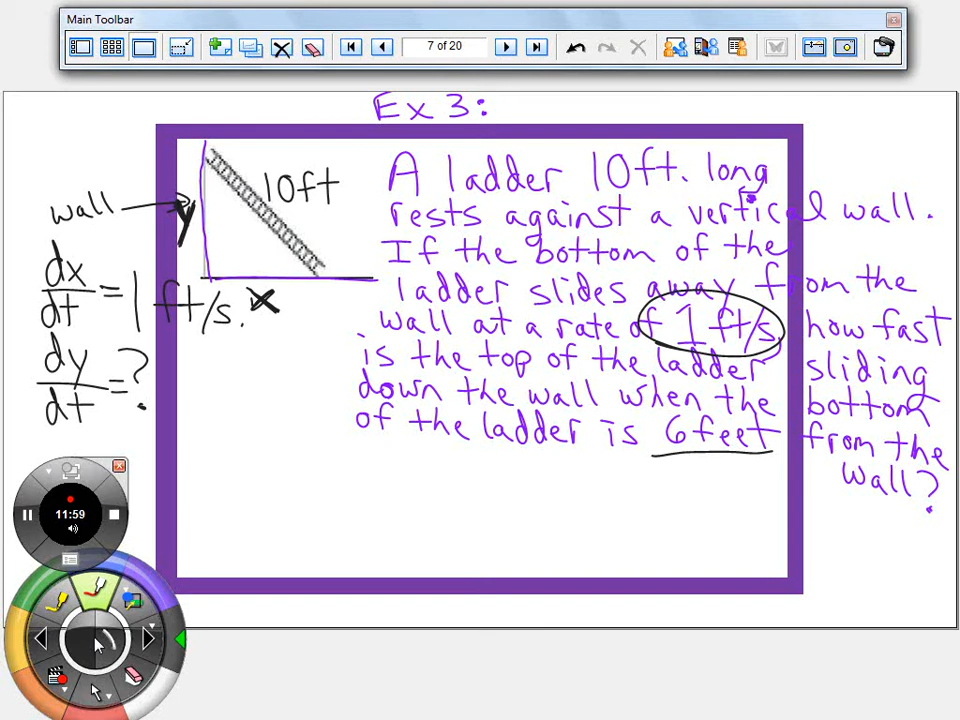 Main Toolbar
7 of 20
Ex 3:
10ft
wall
y
x
dx/dt = 1 ft/s.
dy/dt = ?
A ladder 10ft. long
rests against a vertical wall.
If the bottom of the
ladder slides away from the
wall at a rate of 1 ft/s, how fast
is the top of the ladder sliding
down the wall when the bottom
of the ladder is 6feet from the
wall?
11:59